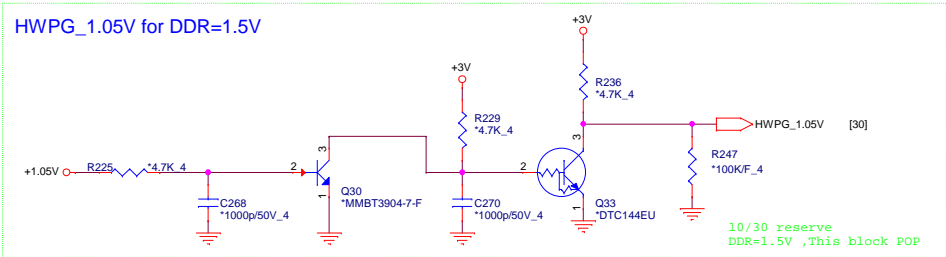 HWPG_1.05V for DDR=1.5V
+3V
+3V
R236
*4.7K_4
R229
*4.7K_4
HWPG_1.05V [30]
3
3
R247
*100K/F_4
+1.05V R225 *4.7K_4 2
2
Q30
*MMBT3904-7-F
C268
*1000p/50V_4
1
C270
*1000p/50V_4
Q33
*DTC144EU
1
10/30 reserve
DDR=1.5V ,This block POP